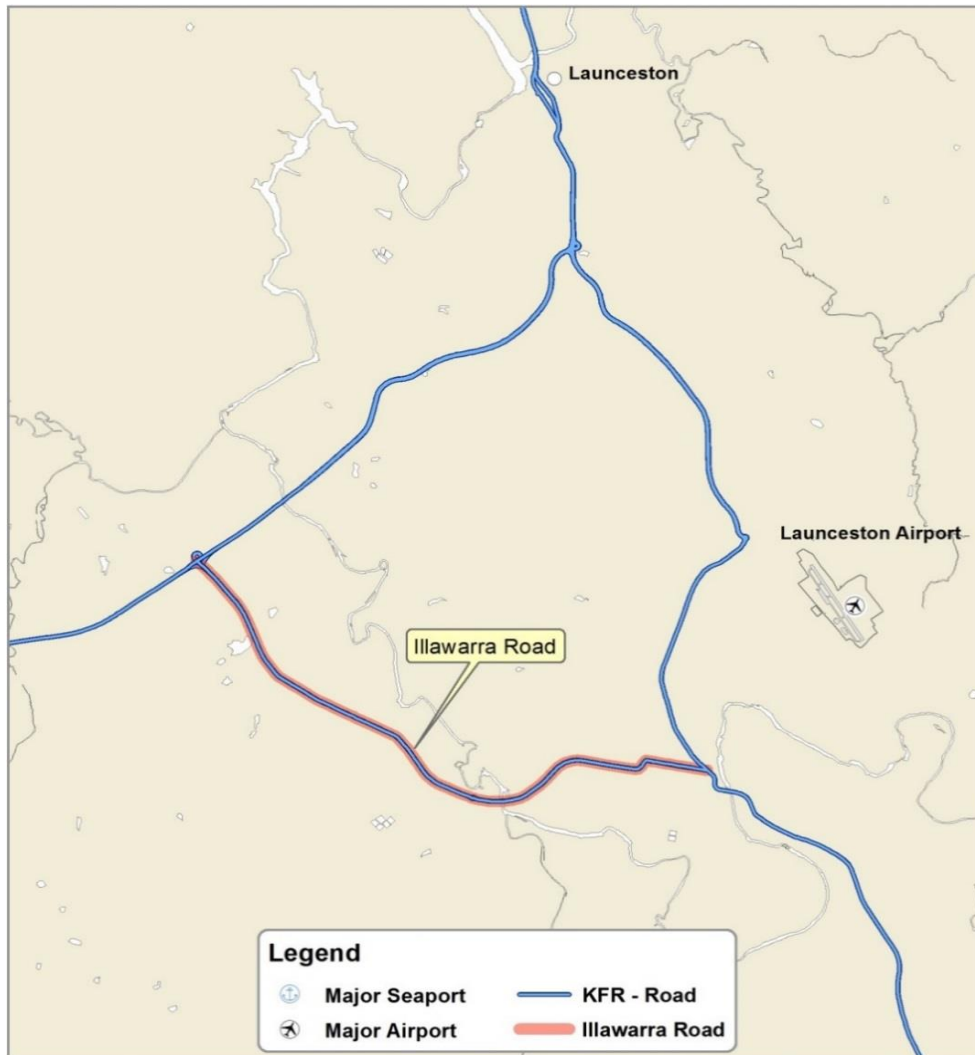 Launceston
Launceston Airport
Illawarra Road
Legend
Major Seaport
KFR - Road
Major Airport
Illawarra Road